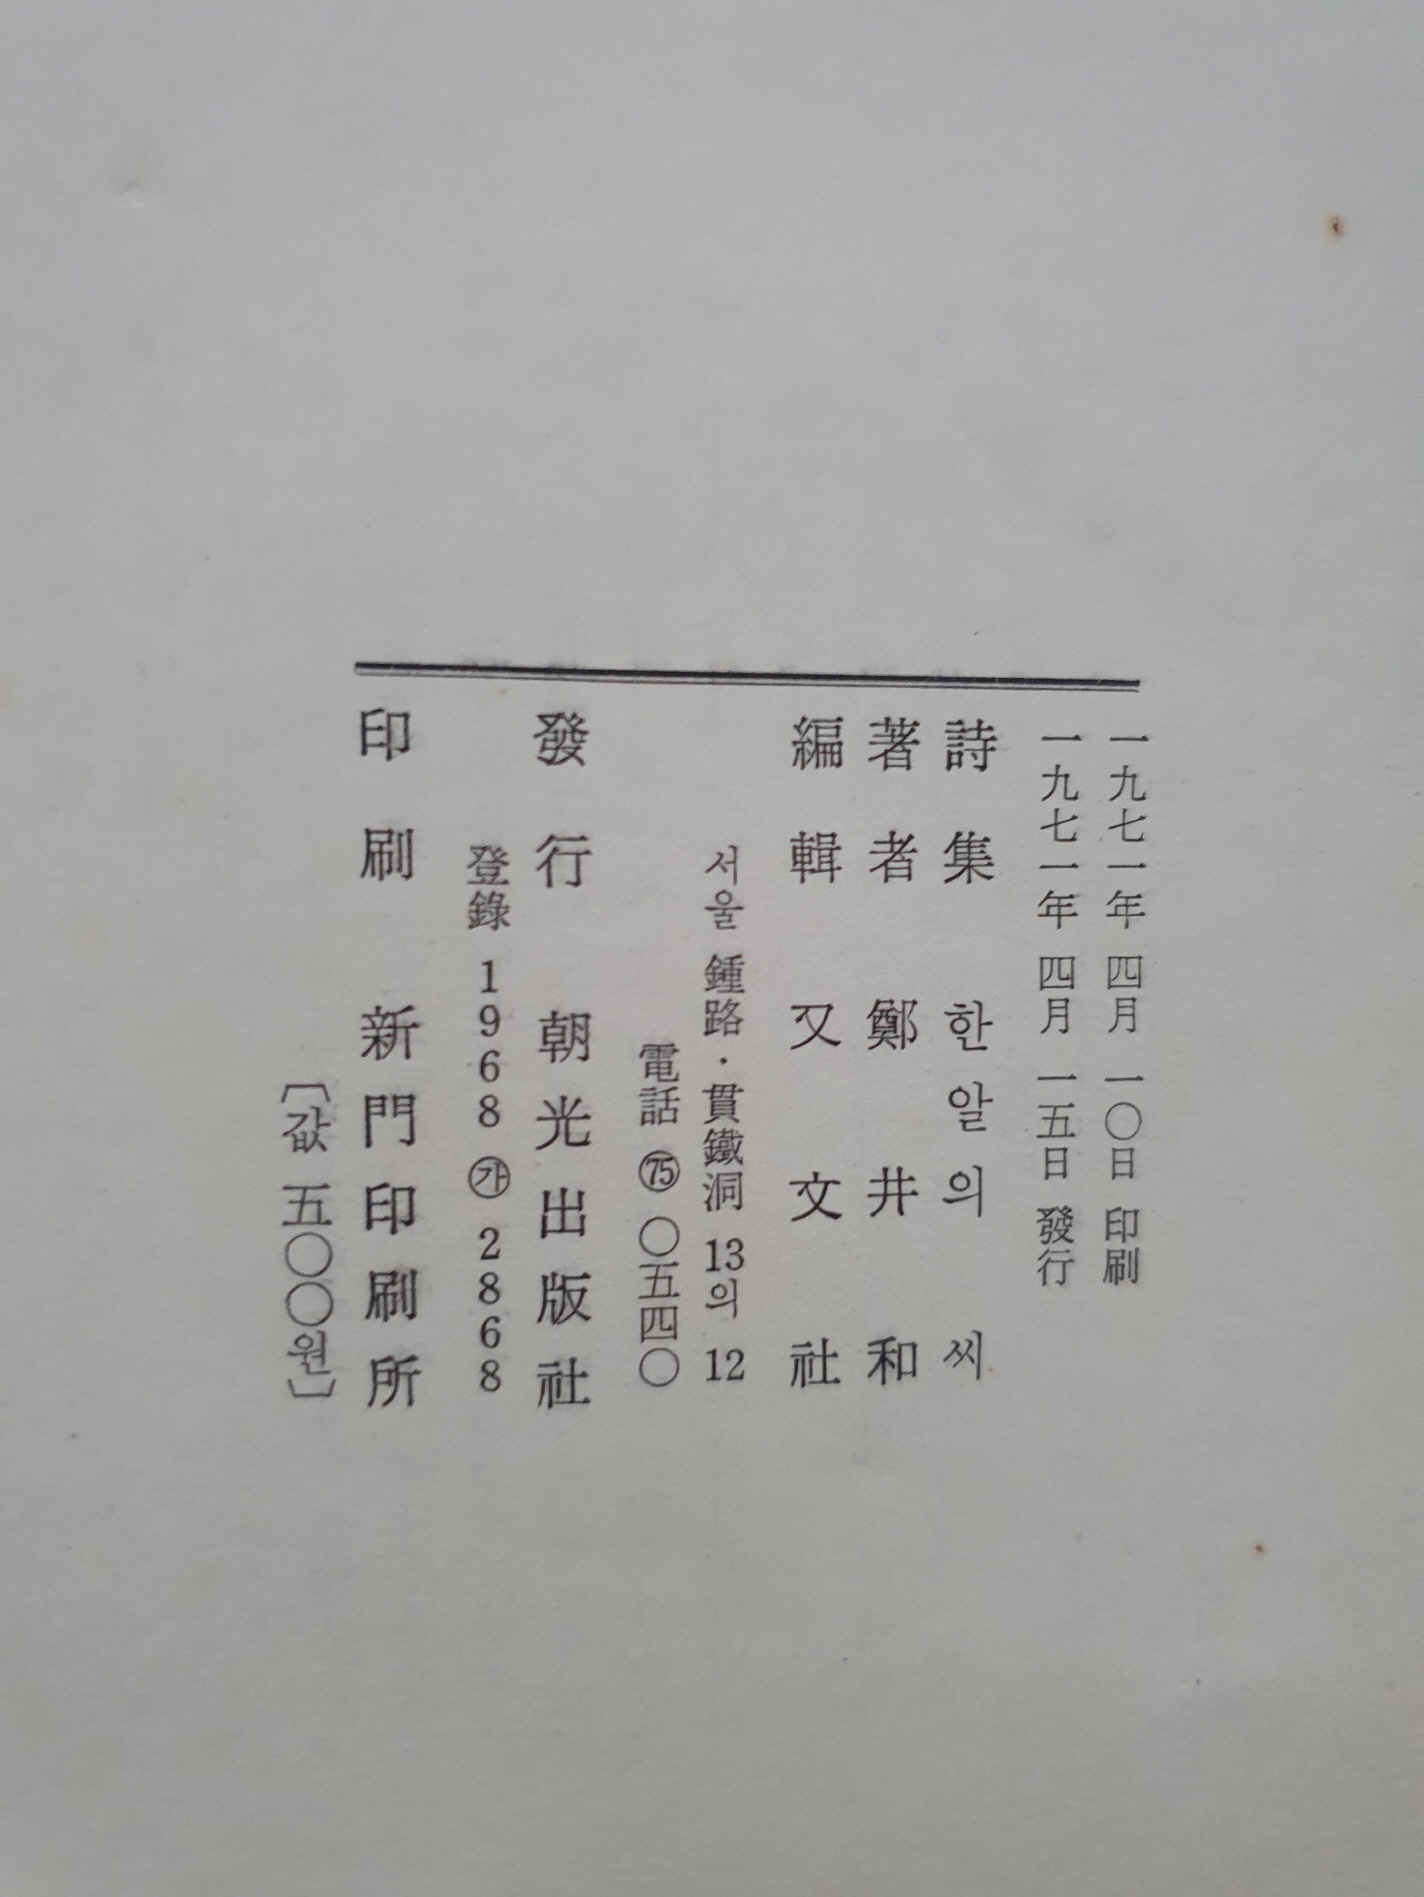 一九七一年 四月 一〇日 印刷
一九七一年 四月 一五日 發行
詩集 한알의 씨
著者 鄭井和
編輯 又文社
서울 鍾路·貫鐵洞 13의 12
電話 ㊆㊄ 〇五四〇
發行 朝光出版社
登錄 1968 ㉮ 2868
印刷 新門印刷所
〔값 五〇〇원〕